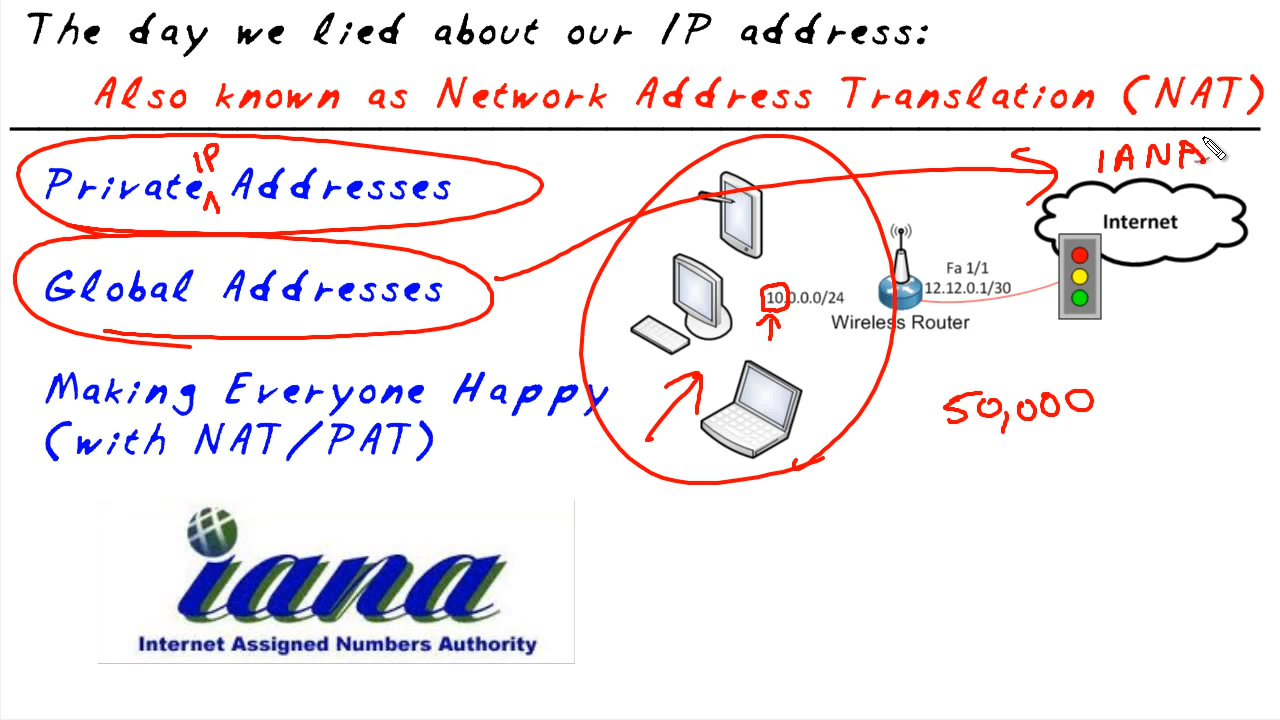 The day we lied about our IP address:
Also known as Network Address Translation (NAT)
IANA
IP
Private Addresses
Internet
Global Addresses
Fa 1/1
12.12.0.1/30
10.0.0.0/24
Wireless Router
Making Everyone Happy
(with NAT/PAT)
50,000
iana
Internet Assigned Numbers Authority